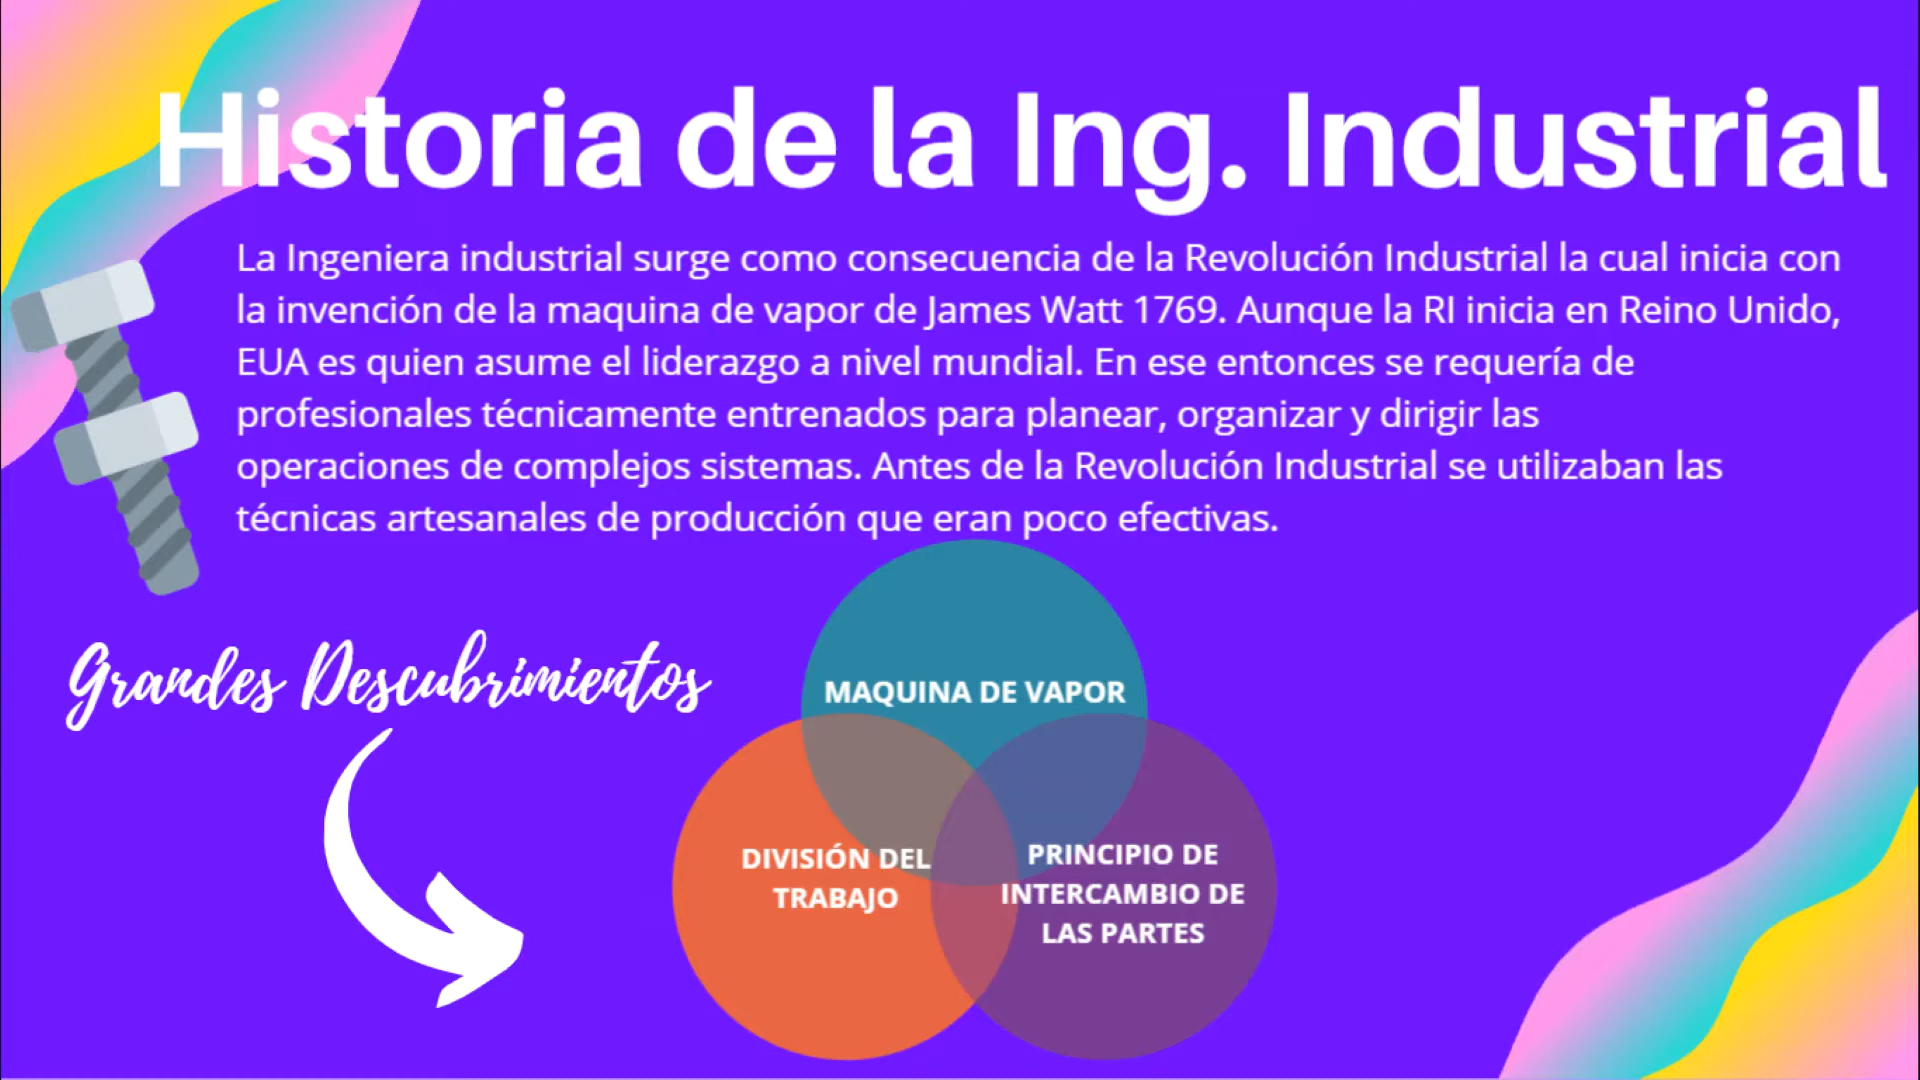 Historia de la Ing. Industrial
La Ingeniera industrial surge como consecuencia de la Revolución Industrial la cual inicia con
la invención de la maquina de vapor de James Watt 1769. Aunque la RI inicia en Reino Unido,
EUA es quien asume el liderazgo a nivel mundial. En ese entonces se requería de
profesionales técnicamente entrenados para planear, organizar y dirigir las
operaciones de complejos sistemas. Antes de la Revolución Industrial se utilizaban las
técnicas artesanales de producción que eran poco efectivas.
Grandes Descubrimientos
MAQUINA DE VAPOR
DIVISIÓN DEL
TRABAJO
PRINCIPIO DE
INTERCAMBIO DE
LAS PARTES